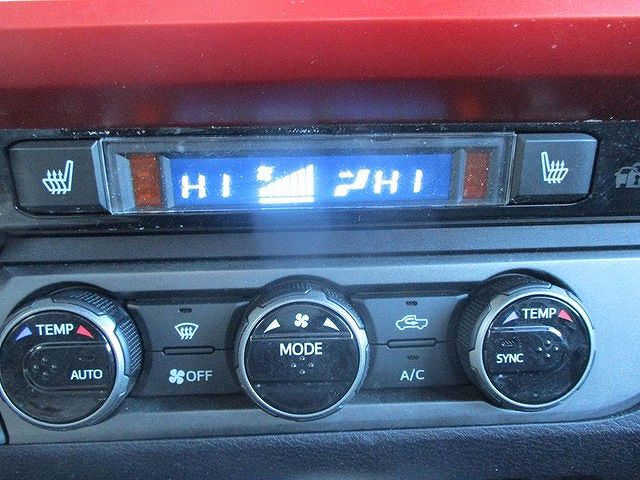 HI HI
TEMP MODE TEMP
AUTO OFF A/C SYNC